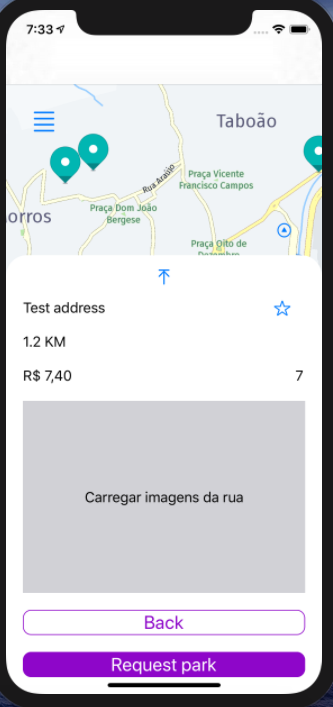 7:33
Taboão
Rua Araújo
Praça Vicente
Francisco Campos
orros
Praça Dom João
Bergese
Praça Oito de
Dezembro
Test address
1.2 KM
R$ 7,40
7
Carregar imagens da rua
Back
Request park